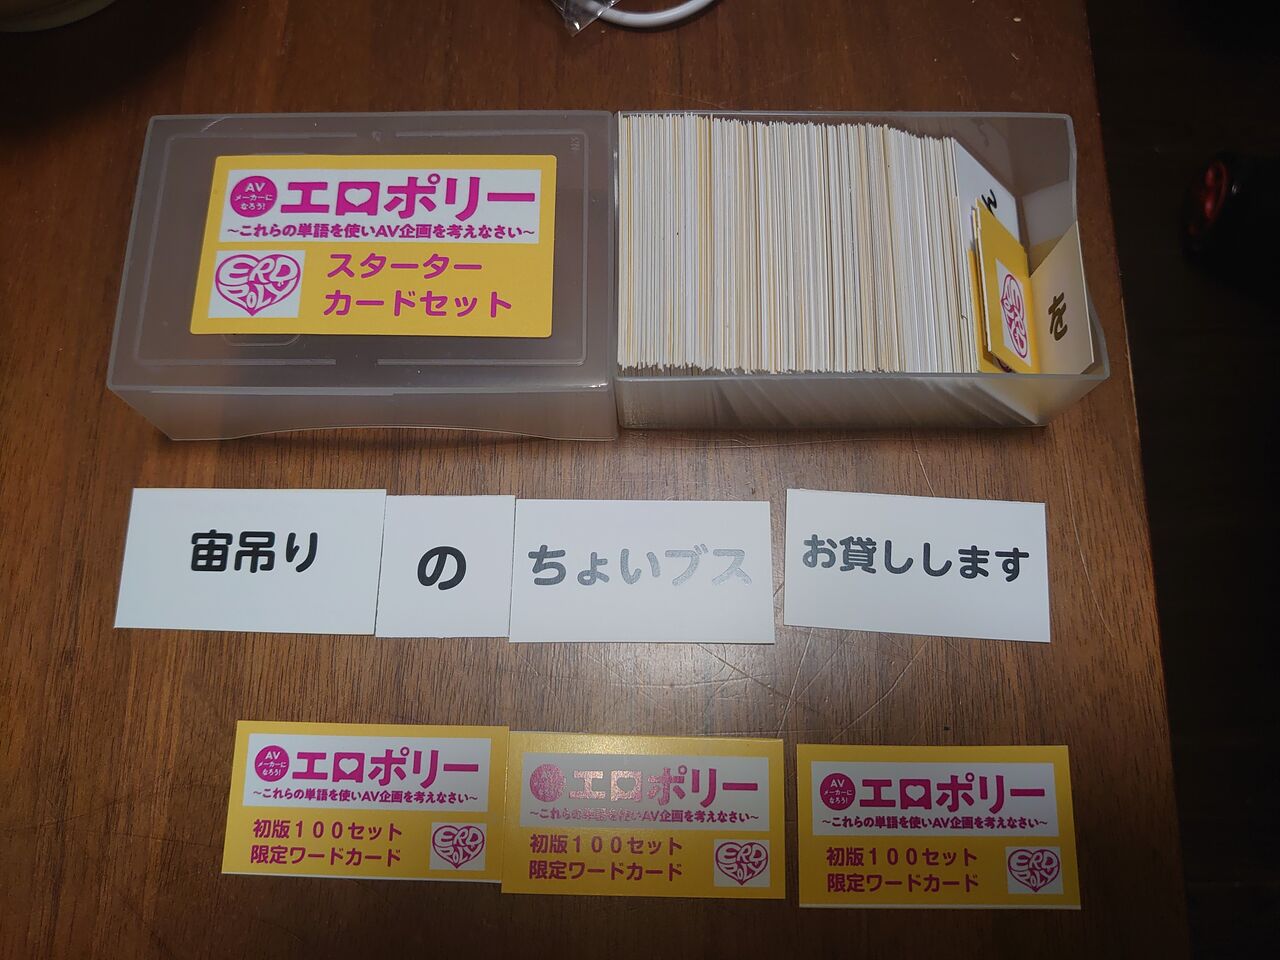 AV
メーカーに
なろう!
エロポリー
~これらの単語を使いAV企画を考えなさい~
ERO
POLY
スターター
カードセット
を
宙吊り
の
ちょいブス
お貸しします
AV
メーカーに
なろう!
エロポリー
~これらの単語を使いAV企画を考えなさい~
初版100セット
限定ワードカード
ERO
POLY
エロポリー
~これらの単語を使いAV企画を考えなさい~
初版100セット
限定ワードカード
ERO
POLY
AV
メーカーに
なろう!
エロポリー
~これらの単語を使いAV企画を考えなさい~
初版100セット
限定ワードカード
ERO
POLY